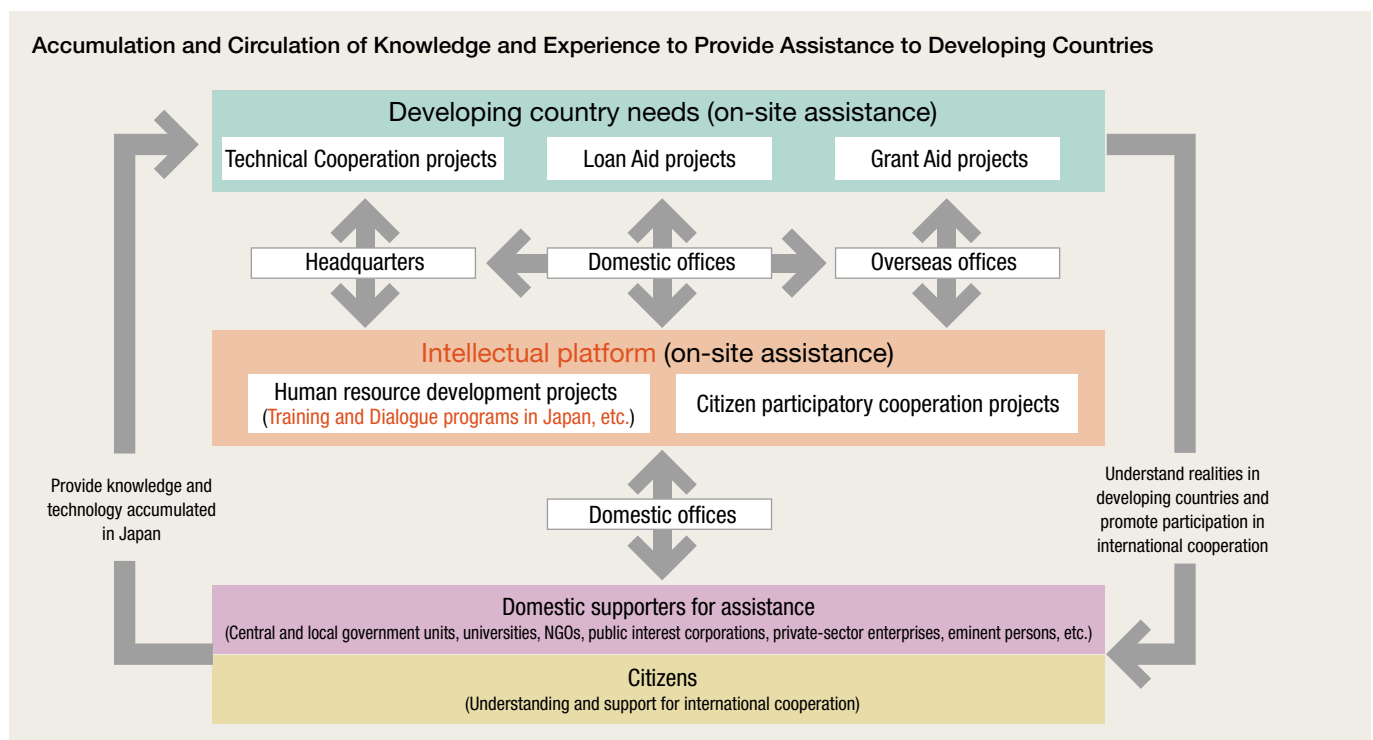 Accumulation and Circulation of Knowledge and Experience to Provide Assistance to Developing Countries
Developing country needs (on-site assistance)
Technical Cooperation projects
Loan Aid projects
Grant Aid projects
Headquarters
Domestic offices
Overseas offices
Intellectual platform (on-site assistance)
Human resource development projects
(Training and Dialogue programs in Japan, etc.)
Citizen participatory cooperation projects
Provide knowledge and
technology accumulated
in Japan
Domestic offices
Understand realities in
developing countries and
promote participation in
international cooperation
Domestic supporters for assistance
(Central and local government units, universities, NGOs, public interest corporations, private-sector enterprises, eminent persons, etc.)
Citizens
(Understanding and support for international cooperation)